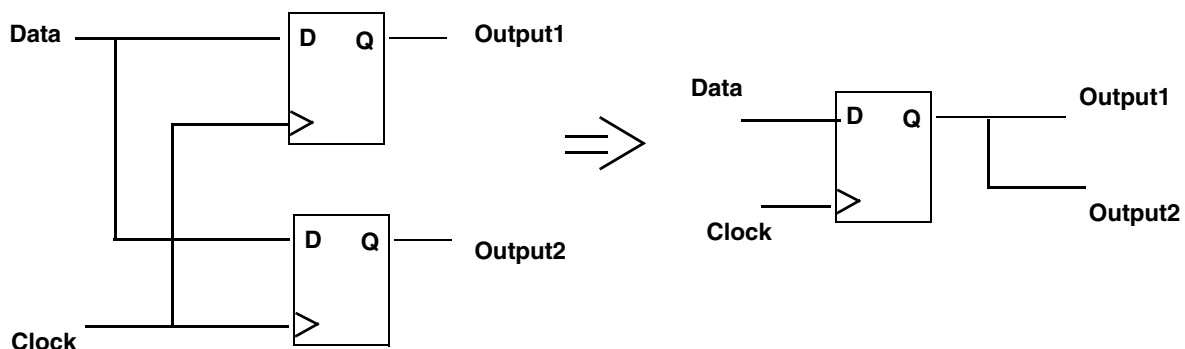 Data
D
Q
Output1
D
Q
Output2
Clock
Data
D
Q
Output1
Clock
Output2